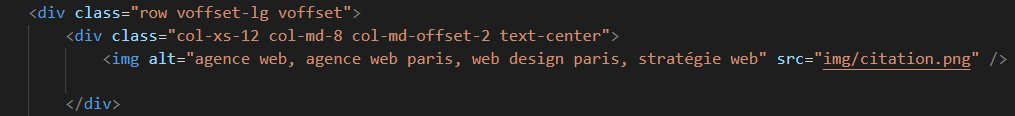 <div class="row voffset-lg voffset">
<div class="col-xs-12 col-md-8 col-md-offset-2 text-center">
<img alt="agence web, agence web paris, web design paris, stratégie web" src="img/citation.png" />
</div>